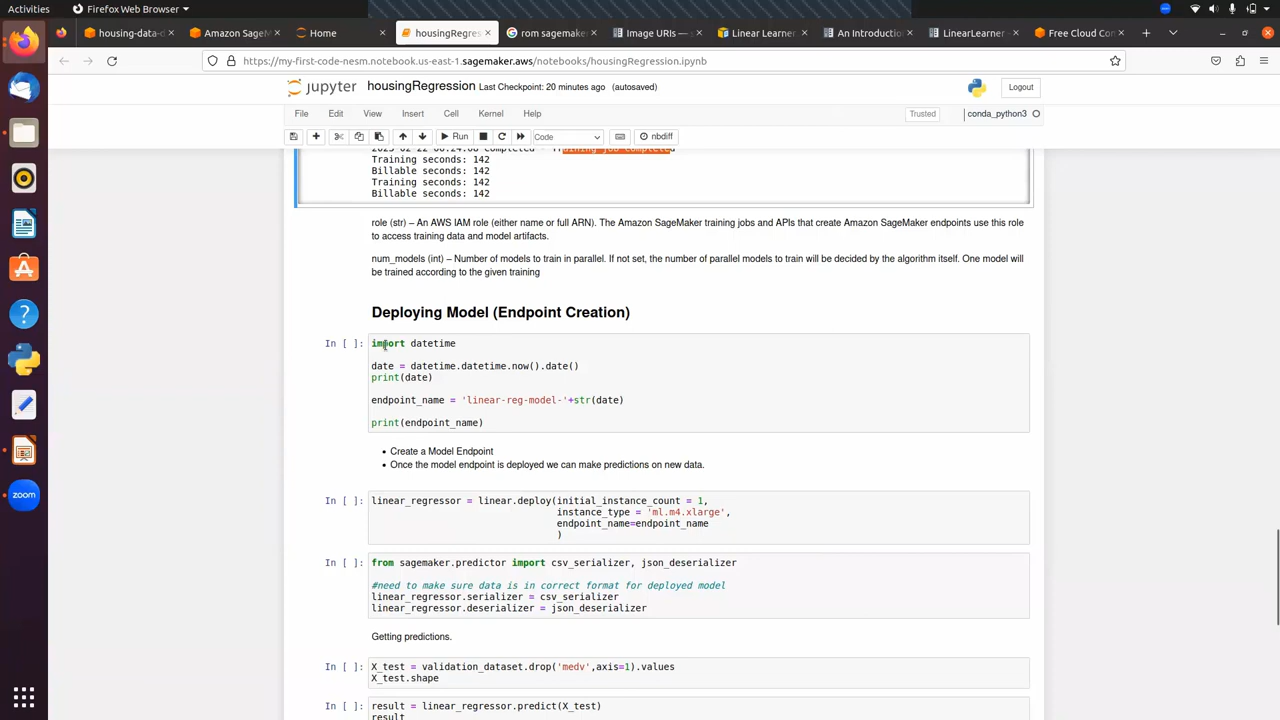 Activities
Firefox Web Browser
housing-data-d
Amazon SageM
Home
housingRegres
rom sagemaker
Image URIs —
Linear Learner
An Introduction
LinearLearner
Free Cloud Con
https://my-first-code-nesm.notebook.us-east-1.sagemaker.aws/notebooks/housingRegression.ipynb
jupyter housingRegression Last Checkpoint: 20 minutes ago (autosaved)
Logout
File Edit View Insert Cell Kernel Help
Trusted
conda_python3
Run
Code
nbdiff
Training seconds: 142
Billable seconds: 142
Training seconds: 142
Billable seconds: 142
role (str) – An AWS IAM role (either name or full ARN). The Amazon SageMaker training jobs and APIs that create Amazon SageMaker endpoints use this role
to access training data and model artifacts.
num_models (int) – Number of models to train in parallel. If not set, the number of parallel models to train will be decided by the algorithm itself. One model will
be trained according to the given training
Deploying Model (Endpoint Creation)
In [ ]: import datetime
date = datetime.datetime.now().date()
print(date)
endpoint_name = 'linear-reg-model-'+str(date)
print(endpoint_name)
• Create a Model Endpoint
• Once the model endpoint is deployed we can make predictions on new data.
In [ ]: linear_regressor = linear.deploy(initial_instance_count = 1,
instance_type = 'ml.m4.xlarge',
endpoint_name=endpoint_name
)
In [ ]: from sagemaker.predictor import csv_serializer, json_deserializer
#need to make sure data is in correct format for deployed model
linear_regressor.serializer = csv_serializer
linear_regressor.deserializer = json_deserializer
Getting predictions.
In [ ]: X_test = validation_dataset.drop('medv',axis=1).values
X_test.shape
In [ ]: result = linear_regressor.predict(X_test)
result
zoom